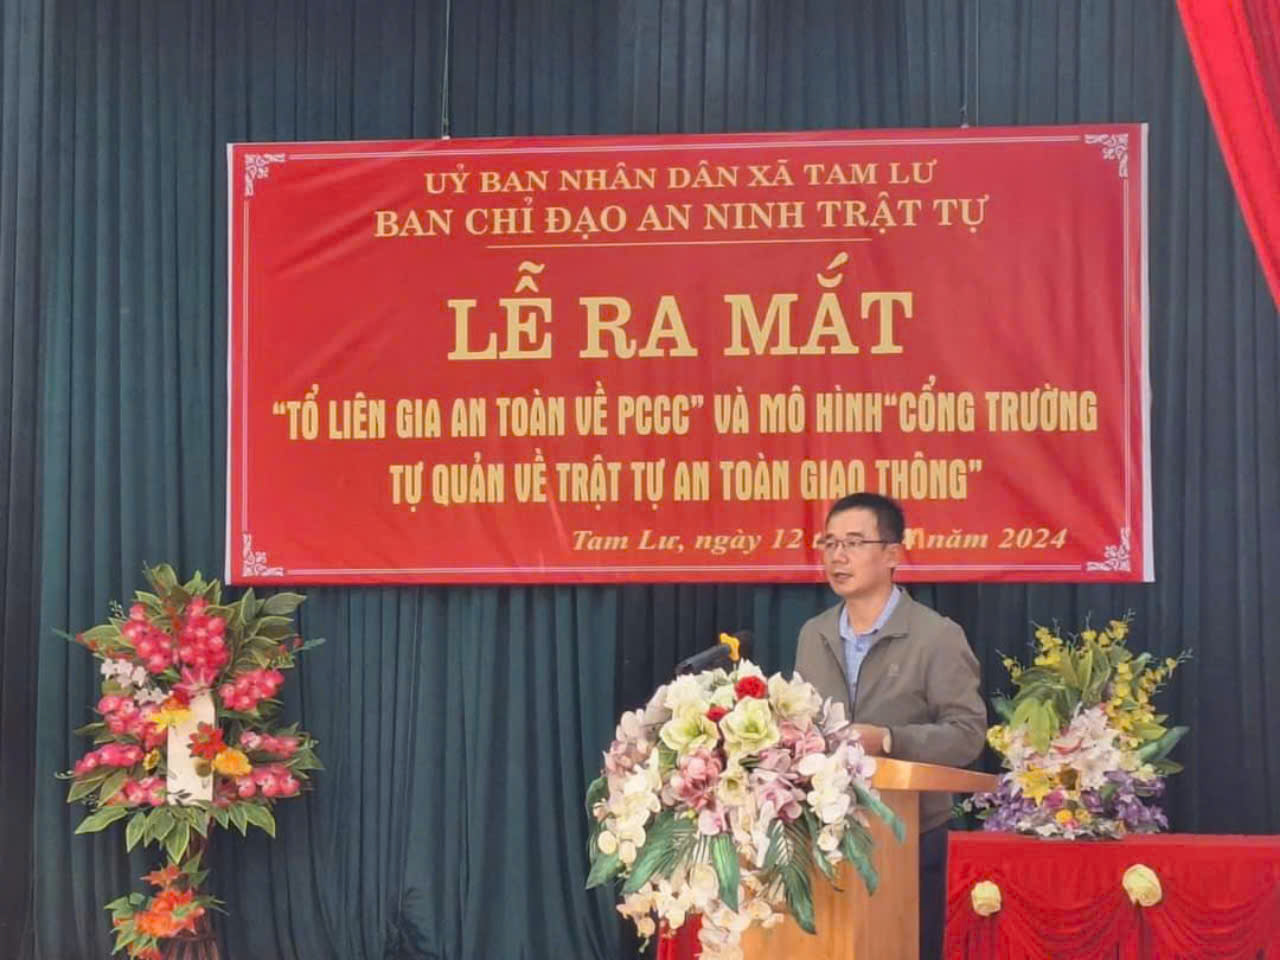 UỶ BAN NHÂN DÂN XÃ TAM LƯ
BAN CHỈ ĐẠO AN NINH TRẬT TỰ
LỄ RA MẮT
“TỔ LIÊN GIA AN TOÀN VỀ PCCC” VÀ MÔ HÌNH“CỔNG TRƯỜNG
TỰ QUẢN VỀ TRẬT TỰ AN TOÀN GIAO THÔNG”
Tam Lư, ngày 12 năm 2024